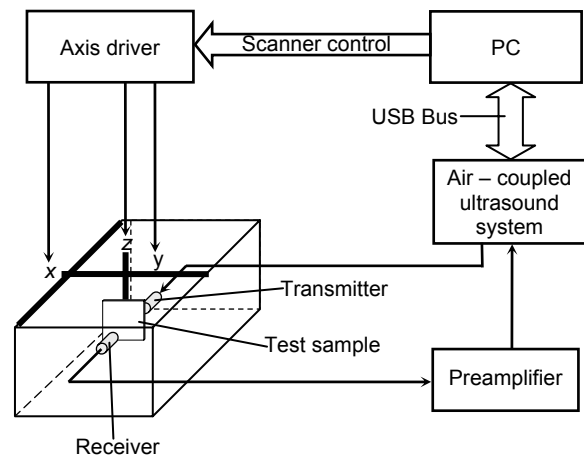 Axis driver
Scanner control
PC
USB Bus
Air – coupled
ultrasound
system
x
z
y
Transmitter
Test sample
Preamplifier
Receiver